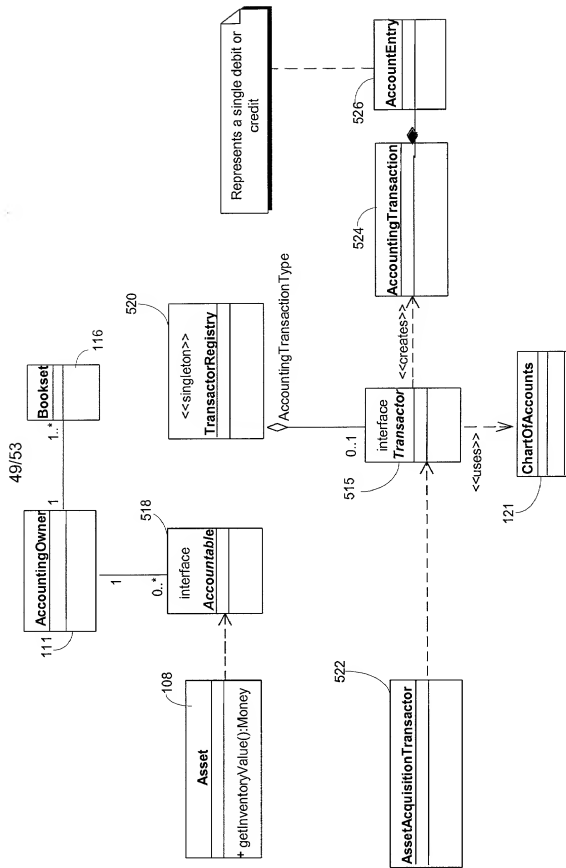 49/53
AccountingOwner
111
1
1..*
Bookset
116
1
0..*
518
interface
Accountable
Asset
+ getInventoryValue():Money
108
<<singleton>>
TransactorRegistry
520
AccountingTransactionType
0..1
interface
Transactor
515
<<creates>>
<<uses>>
ChartOfAccounts
121
AssetAcquisitionTransactor
522
AccountingTransaction
524
AccountEntry
526
Represents a single debit or
credit